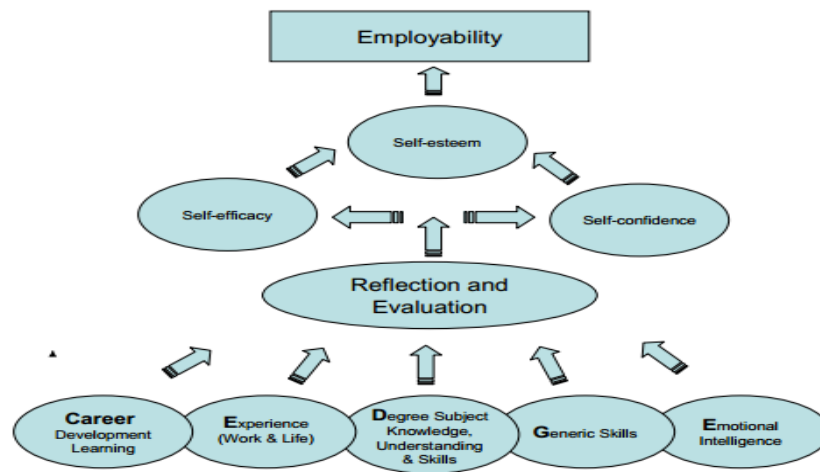 Employability
Self-esteem
Self-efficacy
Self-confidence
Reflection and
Evaluation
Career
Development
Learning
Experience
(Work & Life)
Degree Subject
Knowledge,
Understanding
& Skills
Generic Skills
Emotional
Intelligence